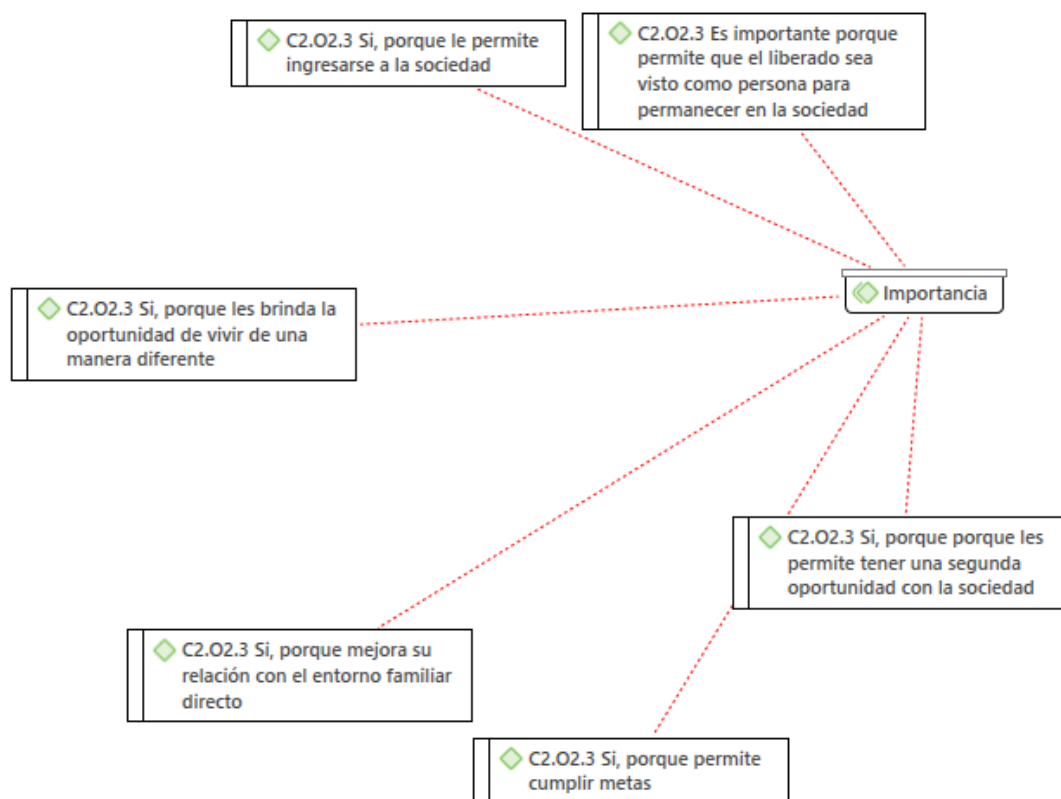 C2.O2.3 Si, porque le permite
ingresarse a la sociedad
C2.O2.3 Es importante porque
permite que el liberado sea
visto como persona para
permanecer en la sociedad
Importancia
C2.O2.3 Si, porque les brinda la
oportunidad de vivir de una
manera diferente
C2.O2.3 Si, porque porque les
permite tener una segunda
oportunidad con la sociedad
C2.O2.3 Si, porque mejora su
relación con el entorno familiar
directo
C2.O2.3 Si, porque permite
cumplir metas